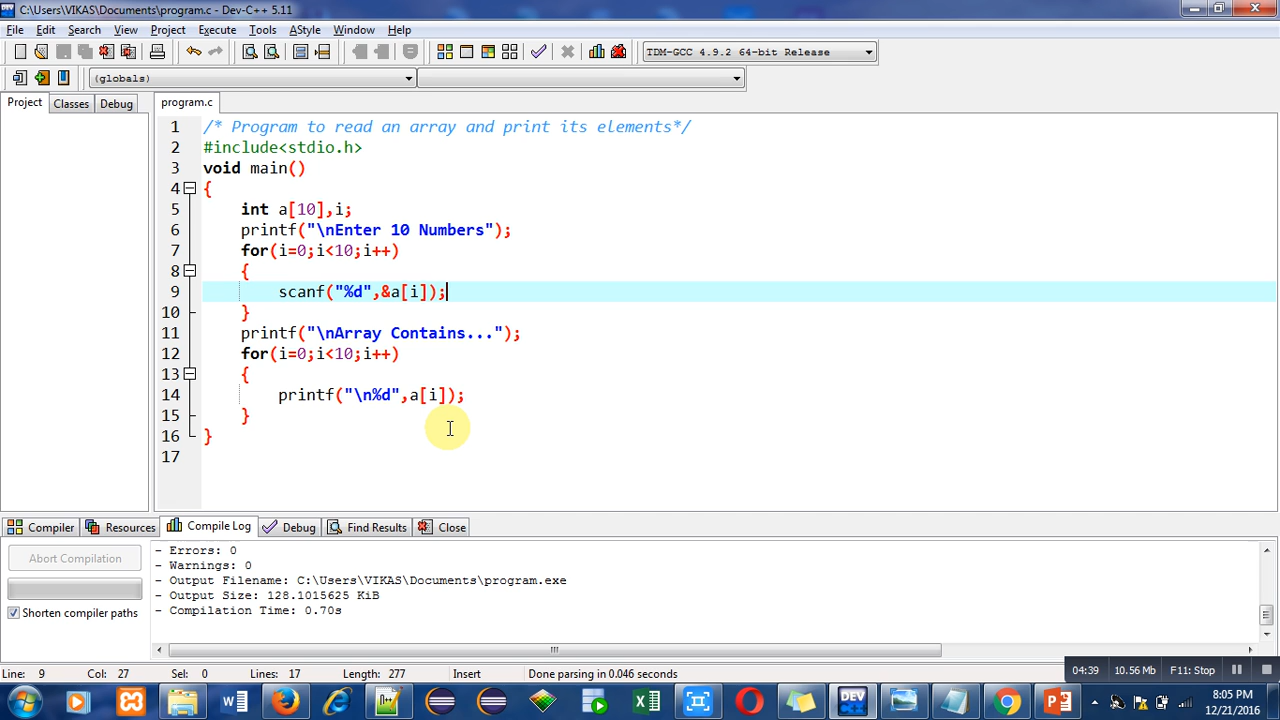 C:\Users\VIKAS\Documents\program.c - Dev-C++ 5.11
File Edit Search View Project Execute Tools AStyle Window Help
TDM-GCC 4.9.2 64-bit Release
(globals)
Project Classes Debug program.c
1 /* Program to read an array and print its elements*/
2 #include<stdio.h>
3 void main()
4 {
5 int a[10],i;
6 printf("\nEnter 10 Numbers");
7 for(i=0;i<10;i++)
8 {
9 scanf("%d",&a[i]);
10 }
11 printf("\nArray Contains...");
12 for(i=0;i<10;i++)
13 {
14 printf("\n%d",a[i]);
15 }
16 }
17
Compiler Resources Compile Log Debug Find Results Close
Abort Compilation
Shorten compiler paths
- Errors: 0
- Warnings: 0
- Output Filename: C:\Users\VIKAS\Documents\program.exe
- Output Size: 128.1015625 KiB
- Compilation Time: 0.70s
Line: 9 Col: 27 Sel: 0 Lines: 17 Length: 277 Insert Done parsing in 0.046 seconds
04:39 10.56 Mb F11: Stop
DEV
8:05 PM
12/21/2016